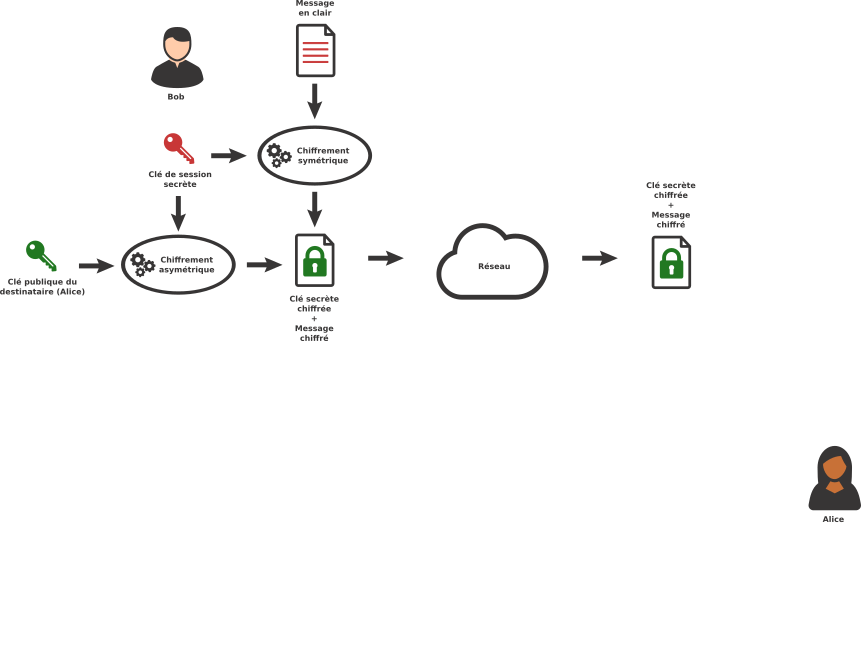 Message
en clair
Bob
Chiffrement
symétrique
Clé de session
secrète
Clé publique du
destinataire (Alice)
Chiffrement
asymétrique
Clé secrète
chiffrée
+
Message
chiffré
Réseau
Clé secrète
chiffrée
+
Message
chiffré
Alice